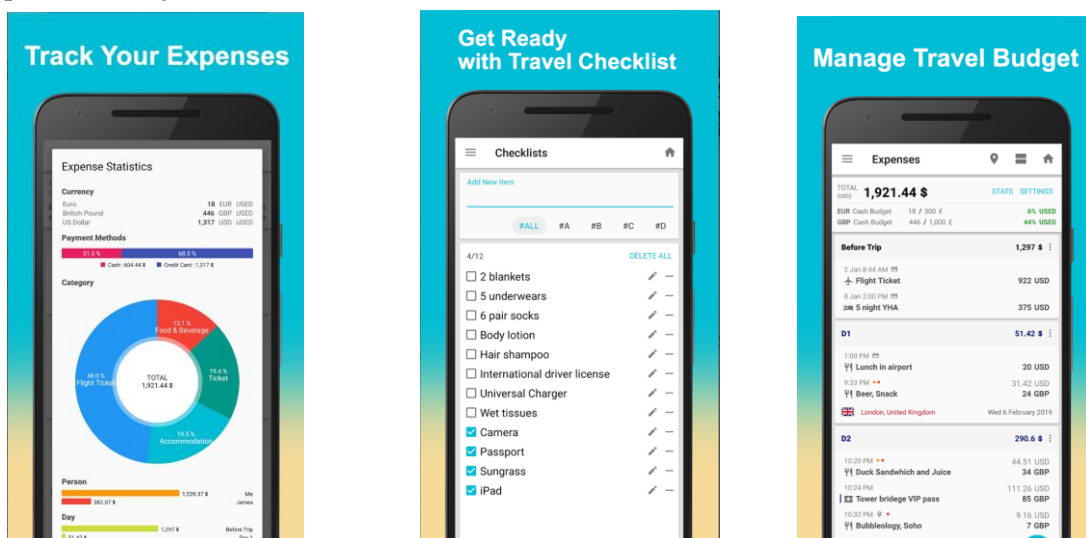 Track Your Expenses
Expense Statistics
Currency
Euro 18 EUR USED
British Pound 446 GBP USED
US Dollar 1,317 USD USED
Payment Methods
31.5 % 68.5 %
Cash : 604.44 $ Credit Card : 1,317 $
Category
13.1 %
Food & Beverage
19.4 %
Ticket
48.0 %
Flight Ticket
TOTAL
1,921.44 $
19.5 %
Accommodation
Person
1,539.37 $ Me
382.07 $ James
Day
1,297 $ Before Trip
51.42 $ Day 1
Get Ready
with Travel Checklist
Checklists
Add New Item
#ALL #A #B #C #D
4/12 DELETE ALL
2 blankets
5 underwears
6 pair socks
Body lotion
Hair shampoo
International driver license
Universal Charger
Wet tissues
Camera
Passport
Sungrass
iPad
Manage Travel Budget
Expenses
TOTAL (USD) 1,921.44 $ STATS SETTINGS
EUR Cash Budget 18 / 300 € 6% USED
GBP Cash Budget 446 / 1,000 £ 44% USED
Before Trip 1,297 $
2 Jan 8:44 AM
Flight Ticket 922 USD
8 Jan 2:00 PM
5 night YHA 375 USD
D1 51.42 $
1:00 PM
Lunch in airport 20 USD
9:33 PM 31.42 USD
Beer, Snack 24 GBP
London, United Kingdom Wed 6 February 2019
D2 290.6 $
10:20 PM 44.51 USD
Duck Sandwhich and Juice 34 GBP
10:24 PM 111.26 USD
Tower bridege VIP pass 85 GBP
10:32 PM 9.16 USD
Bubbleology, Soho 7 GBP